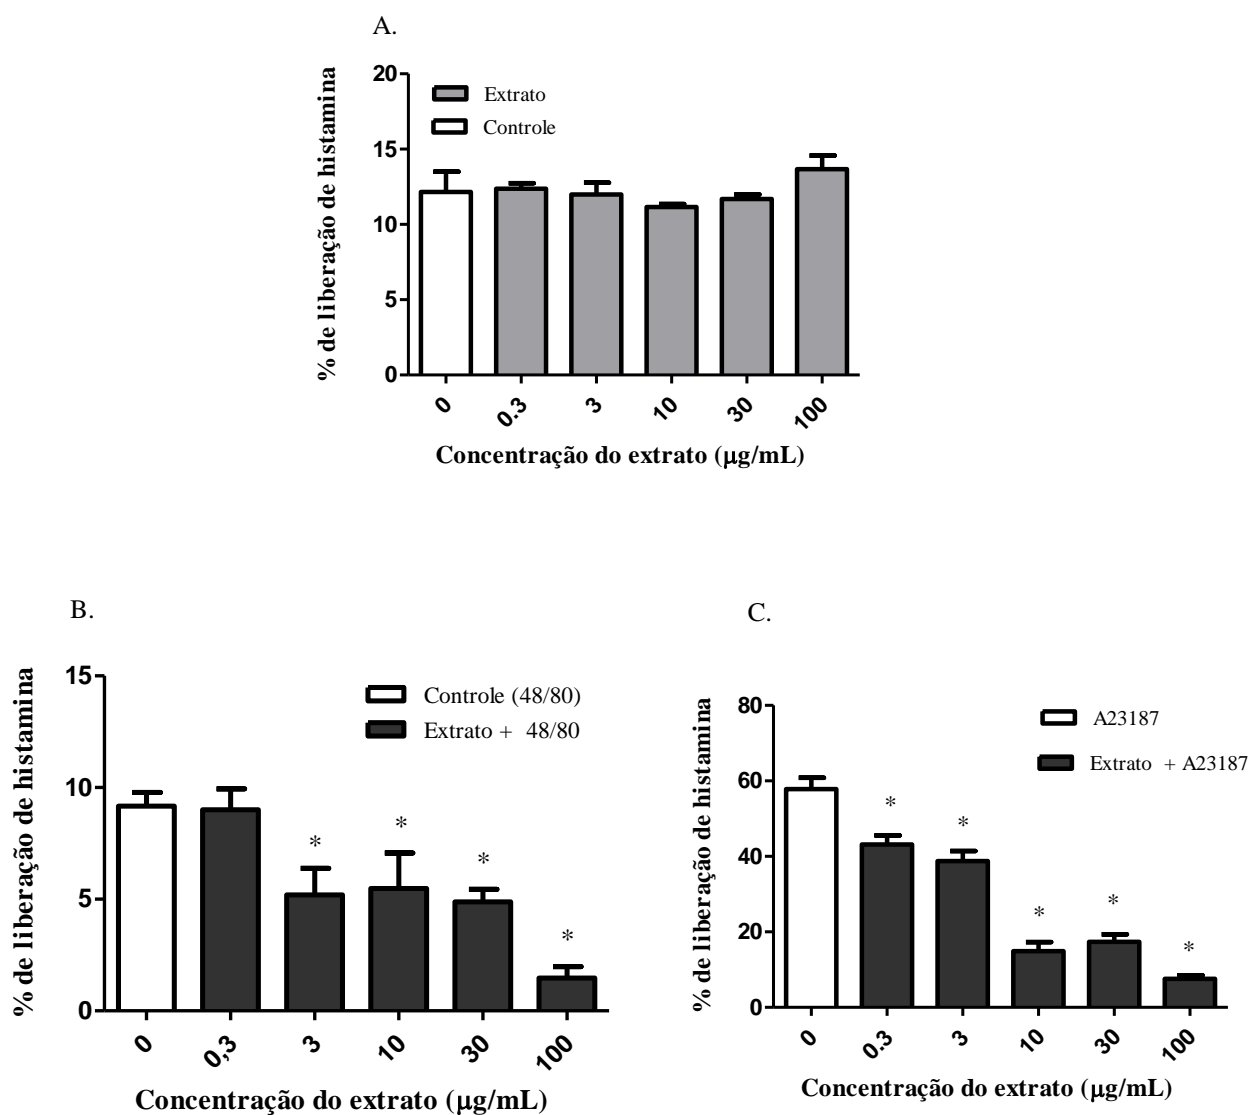 A.
% de liberação de histamina
20
15
10
5
0
Extrato
Controle
0
0.3
3
10
30
100
Concentração do extrato (µg/mL)
B.
% de liberação de histamina
15
10
5
0
Controle (48/80)
Extrato + 48/80
*
*
*
*
0
0,3
3
10
30
100
Concentração do extrato (µg/mL)
C.
% de liberação de histamina
80
60
40
20
0
A23187
Extrato + A23187
*
*
*
*
*
0
0.3
3
10
30
100
Concentração do extrato (µg/mL)